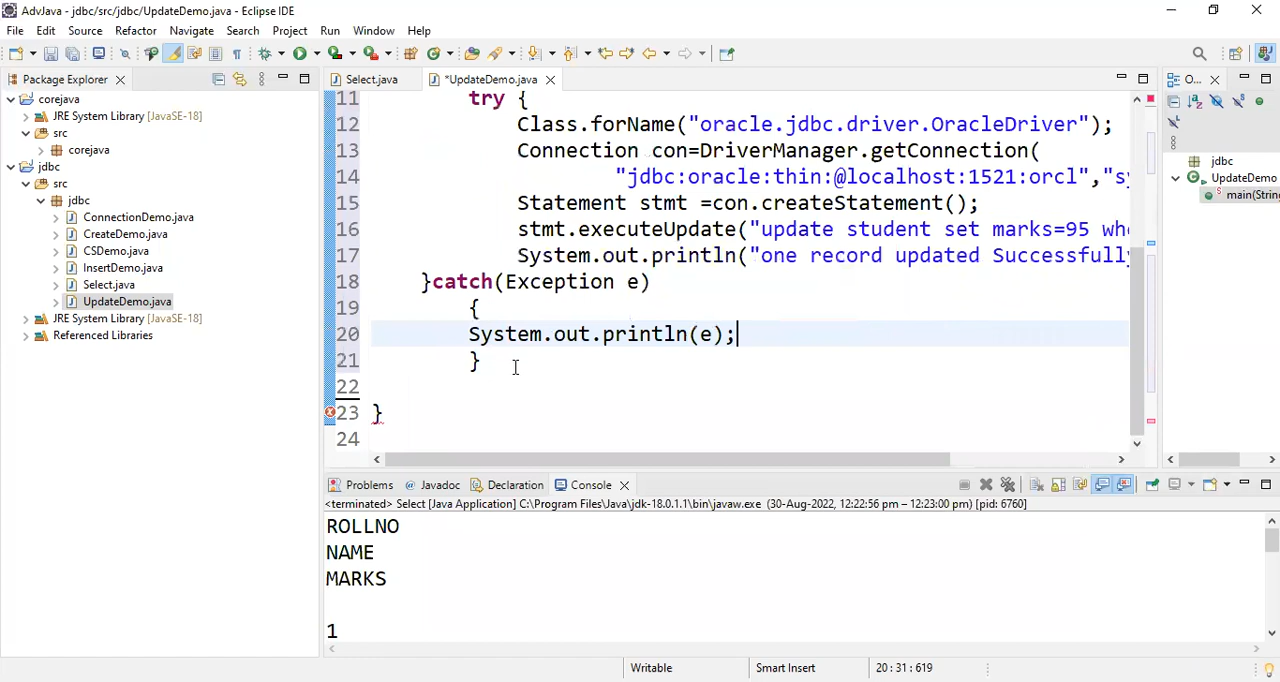 AdvJava - jdbc/src/jdbc/UpdateDemo.java - Eclipse IDE
File Edit Source Refactor Navigate Search Project Run Window Help
Package Explorer
Select.java
*UpdateDemo.java
O...
corejava
JRE System Library [JavaSE-18]
src
corejava
jdbc
src
jdbc
ConnectionDemo.java
CreateDemo.java
CSDemo.java
InsertDemo.java
Select.java
UpdateDemo.java
JRE System Library [JavaSE-18]
Referenced Libraries
11 try {
12 Class.forName("oracle.jdbc.driver.OracleDriver");
13 Connection con=DriverManager.getConnection(
14 "jdbc:oracle:thin:@localhost:1521:orcl","sy
15 Statement stmt =con.createStatement();
16 stmt.executeUpdate("update student set marks=95 whe
17 System.out.println("one record updated Successfully
18 }catch(Exception e)
19 {
20 System.out.println(e);
21 }
22
23 }
24
jdbc
UpdateDemo
main(String
Problems Javadoc Declaration Console
<terminated> Select [Java Application] C:\Program Files\Java\jdk-18.0.1.1\bin\javaw.exe (30-Aug-2022, 12:22:56 pm – 12:23:00 pm) [pid: 6760]
ROLLNO
NAME
MARKS
1
Writable Smart Insert 20 : 31 : 619